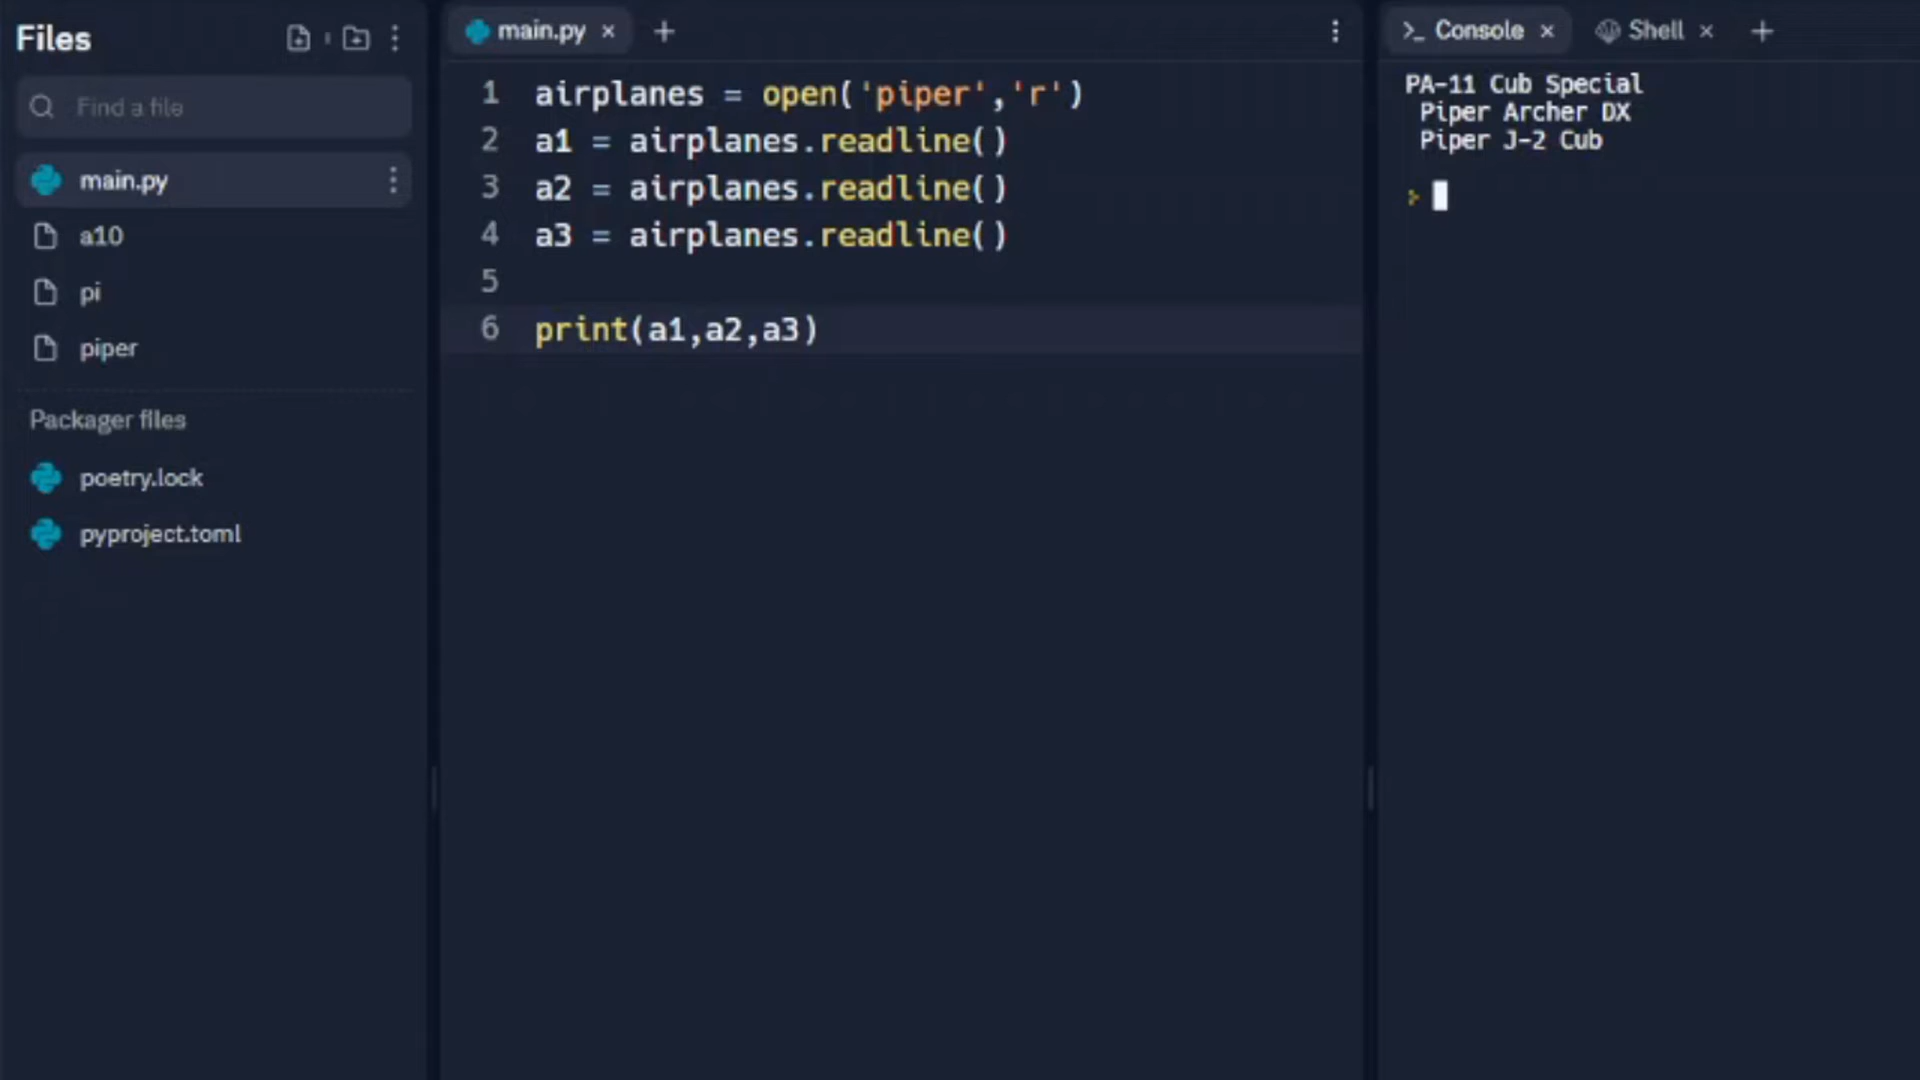 Files
Find a file
main.py
a10
pi
piper
Packager files
poetry.lock
pyproject.toml
main.py × +
1 airplanes = open('piper','r')
2 a1 = airplanes.readline()
3 a2 = airplanes.readline()
4 a3 = airplanes.readline()
5
6 print(a1,a2,a3)
>_ Console × Shell × +
PA-11 Cub Special
Piper Archer DX
Piper J-2 Cub
>